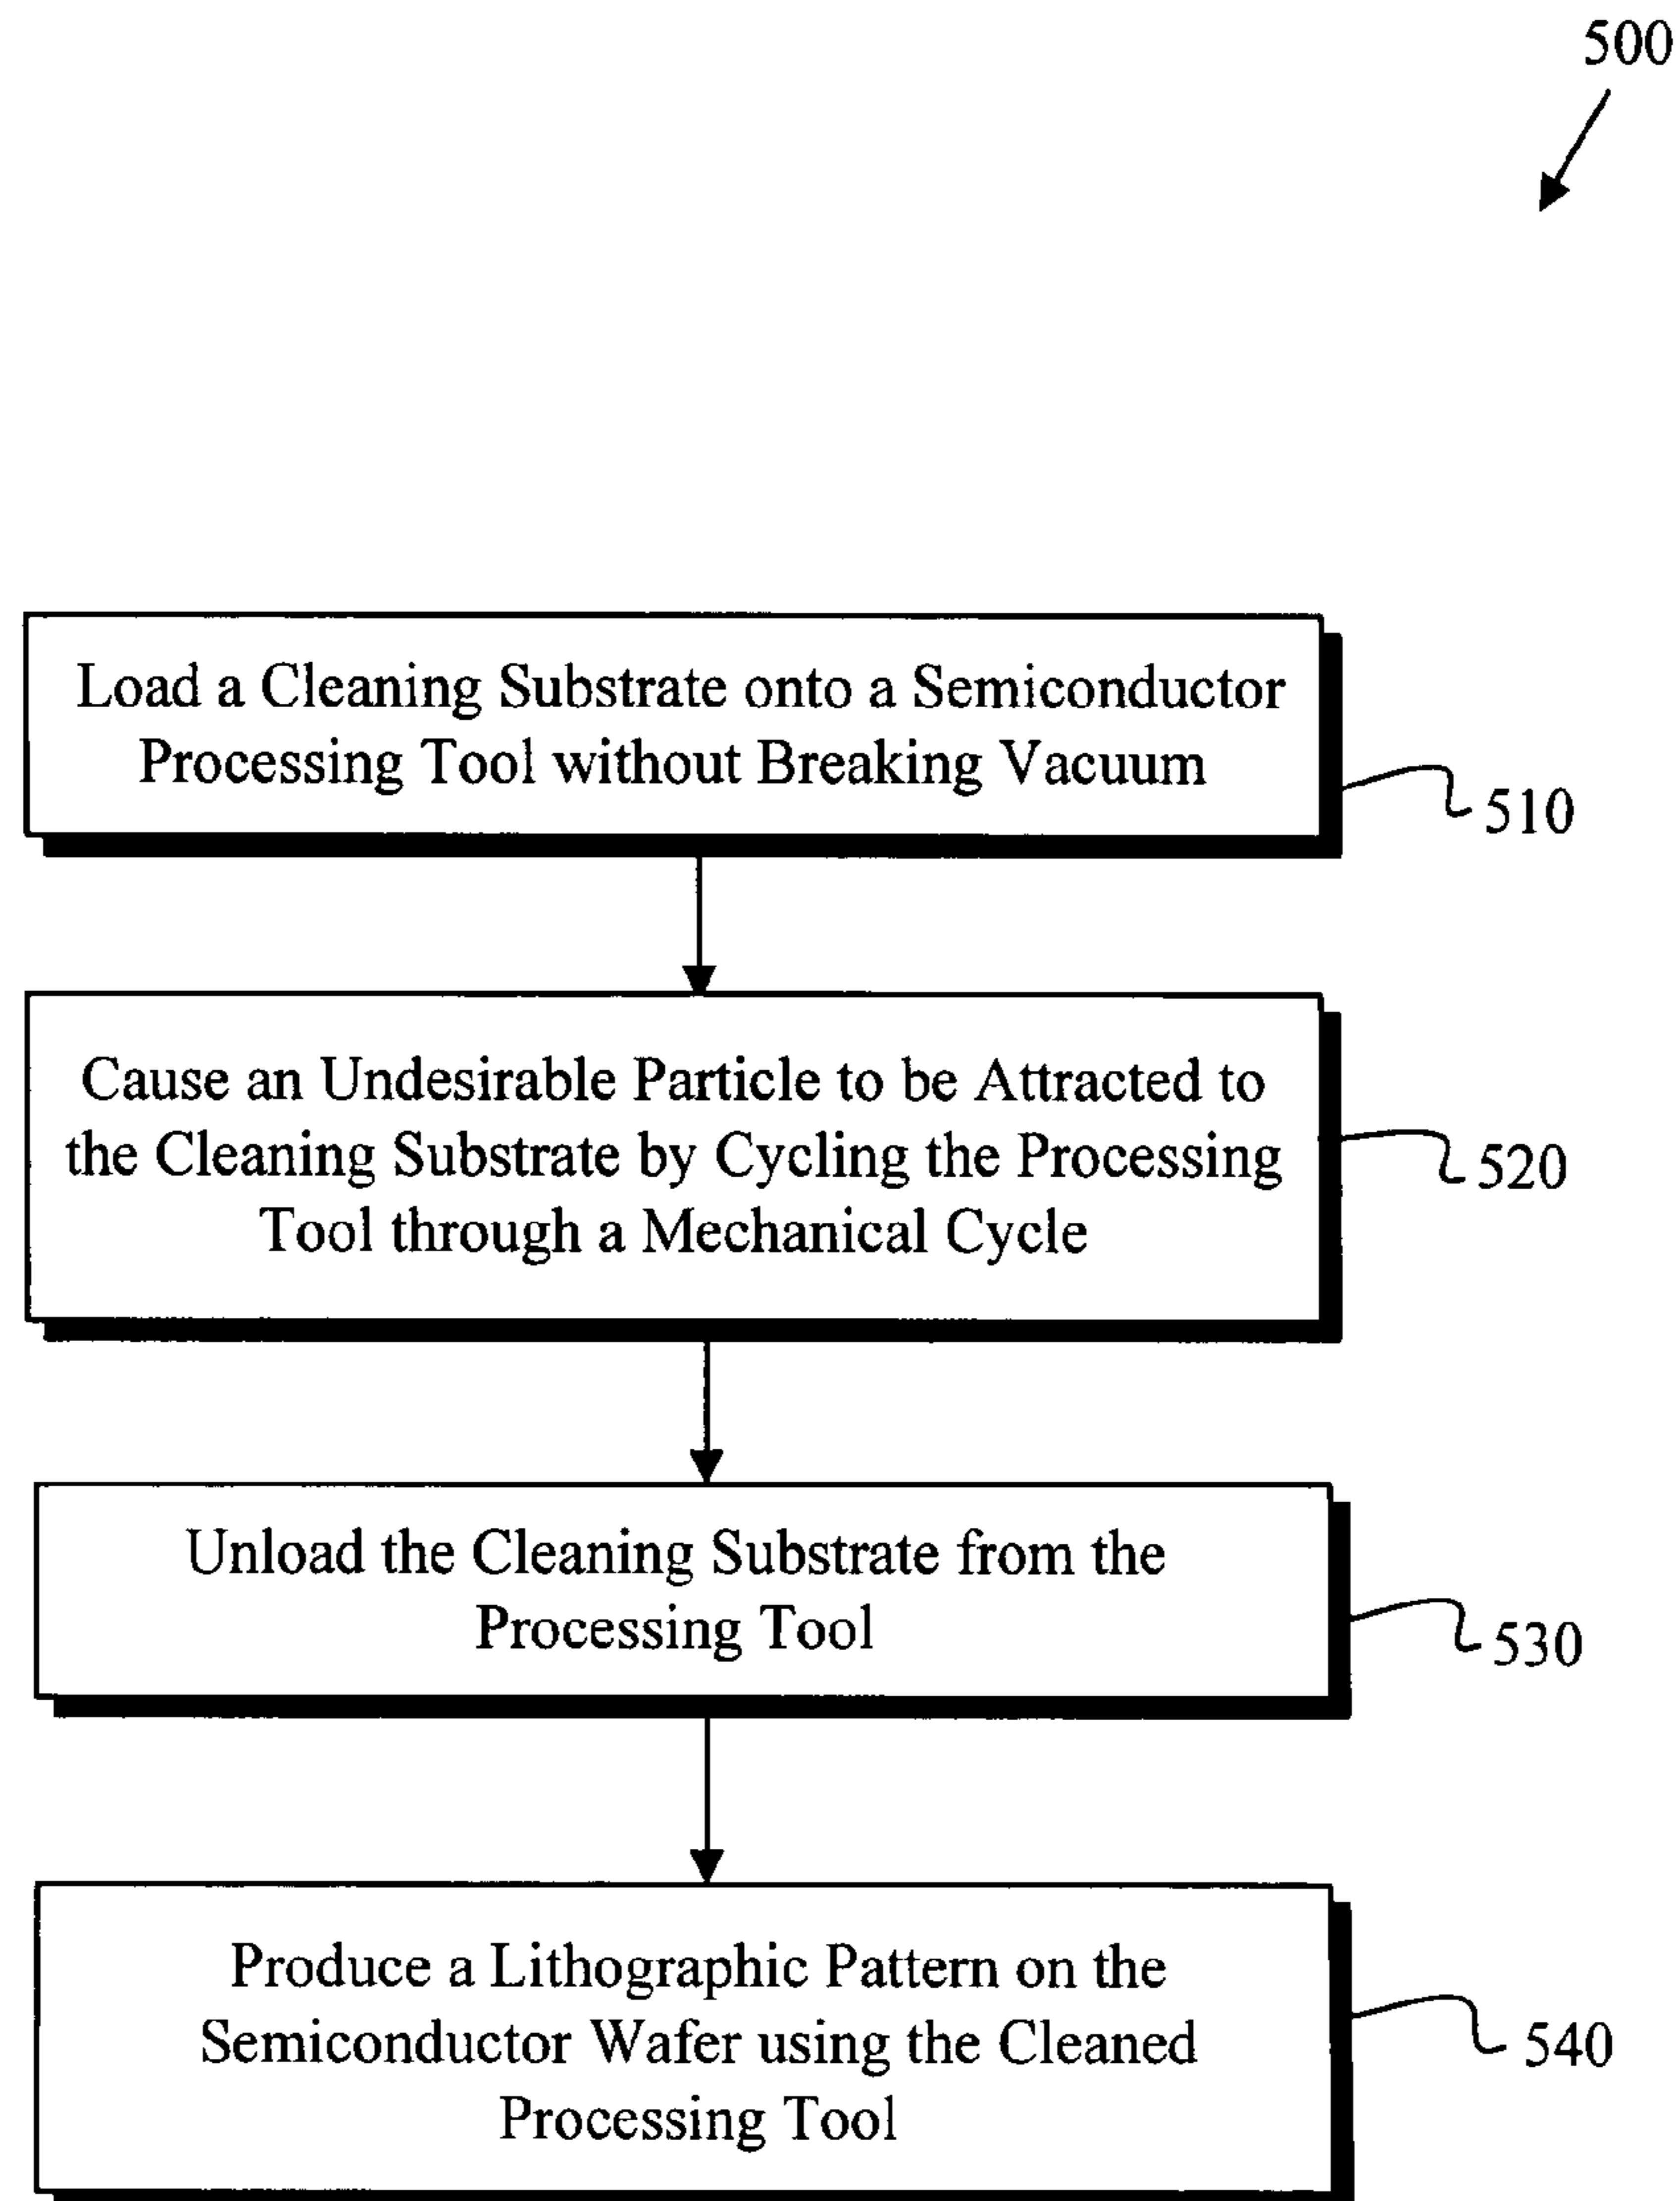 500
Load a Cleaning Substrate onto a Semiconductor
Processing Tool without Breaking Vacuum
510
Cause an Undesirable Particle to be Attracted to
the Cleaning Substrate by Cycling the Processing
Tool through a Mechanical Cycle
520
Unload the Cleaning Substrate from the
Processing Tool
530
Produce a Lithographic Pattern on the
Semiconductor Wafer using the Cleaned
Processing Tool
540